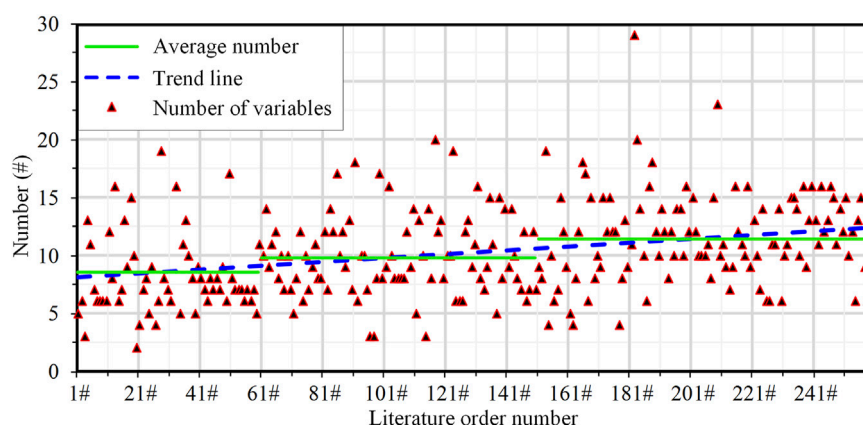 30
25
20
15
10
5
0
Number (#)
Average number
Trend line
Number of variables
1# 21# 41# 61# 81# 101# 121# 141# 161# 181# 201# 221# 241#
Literature order number